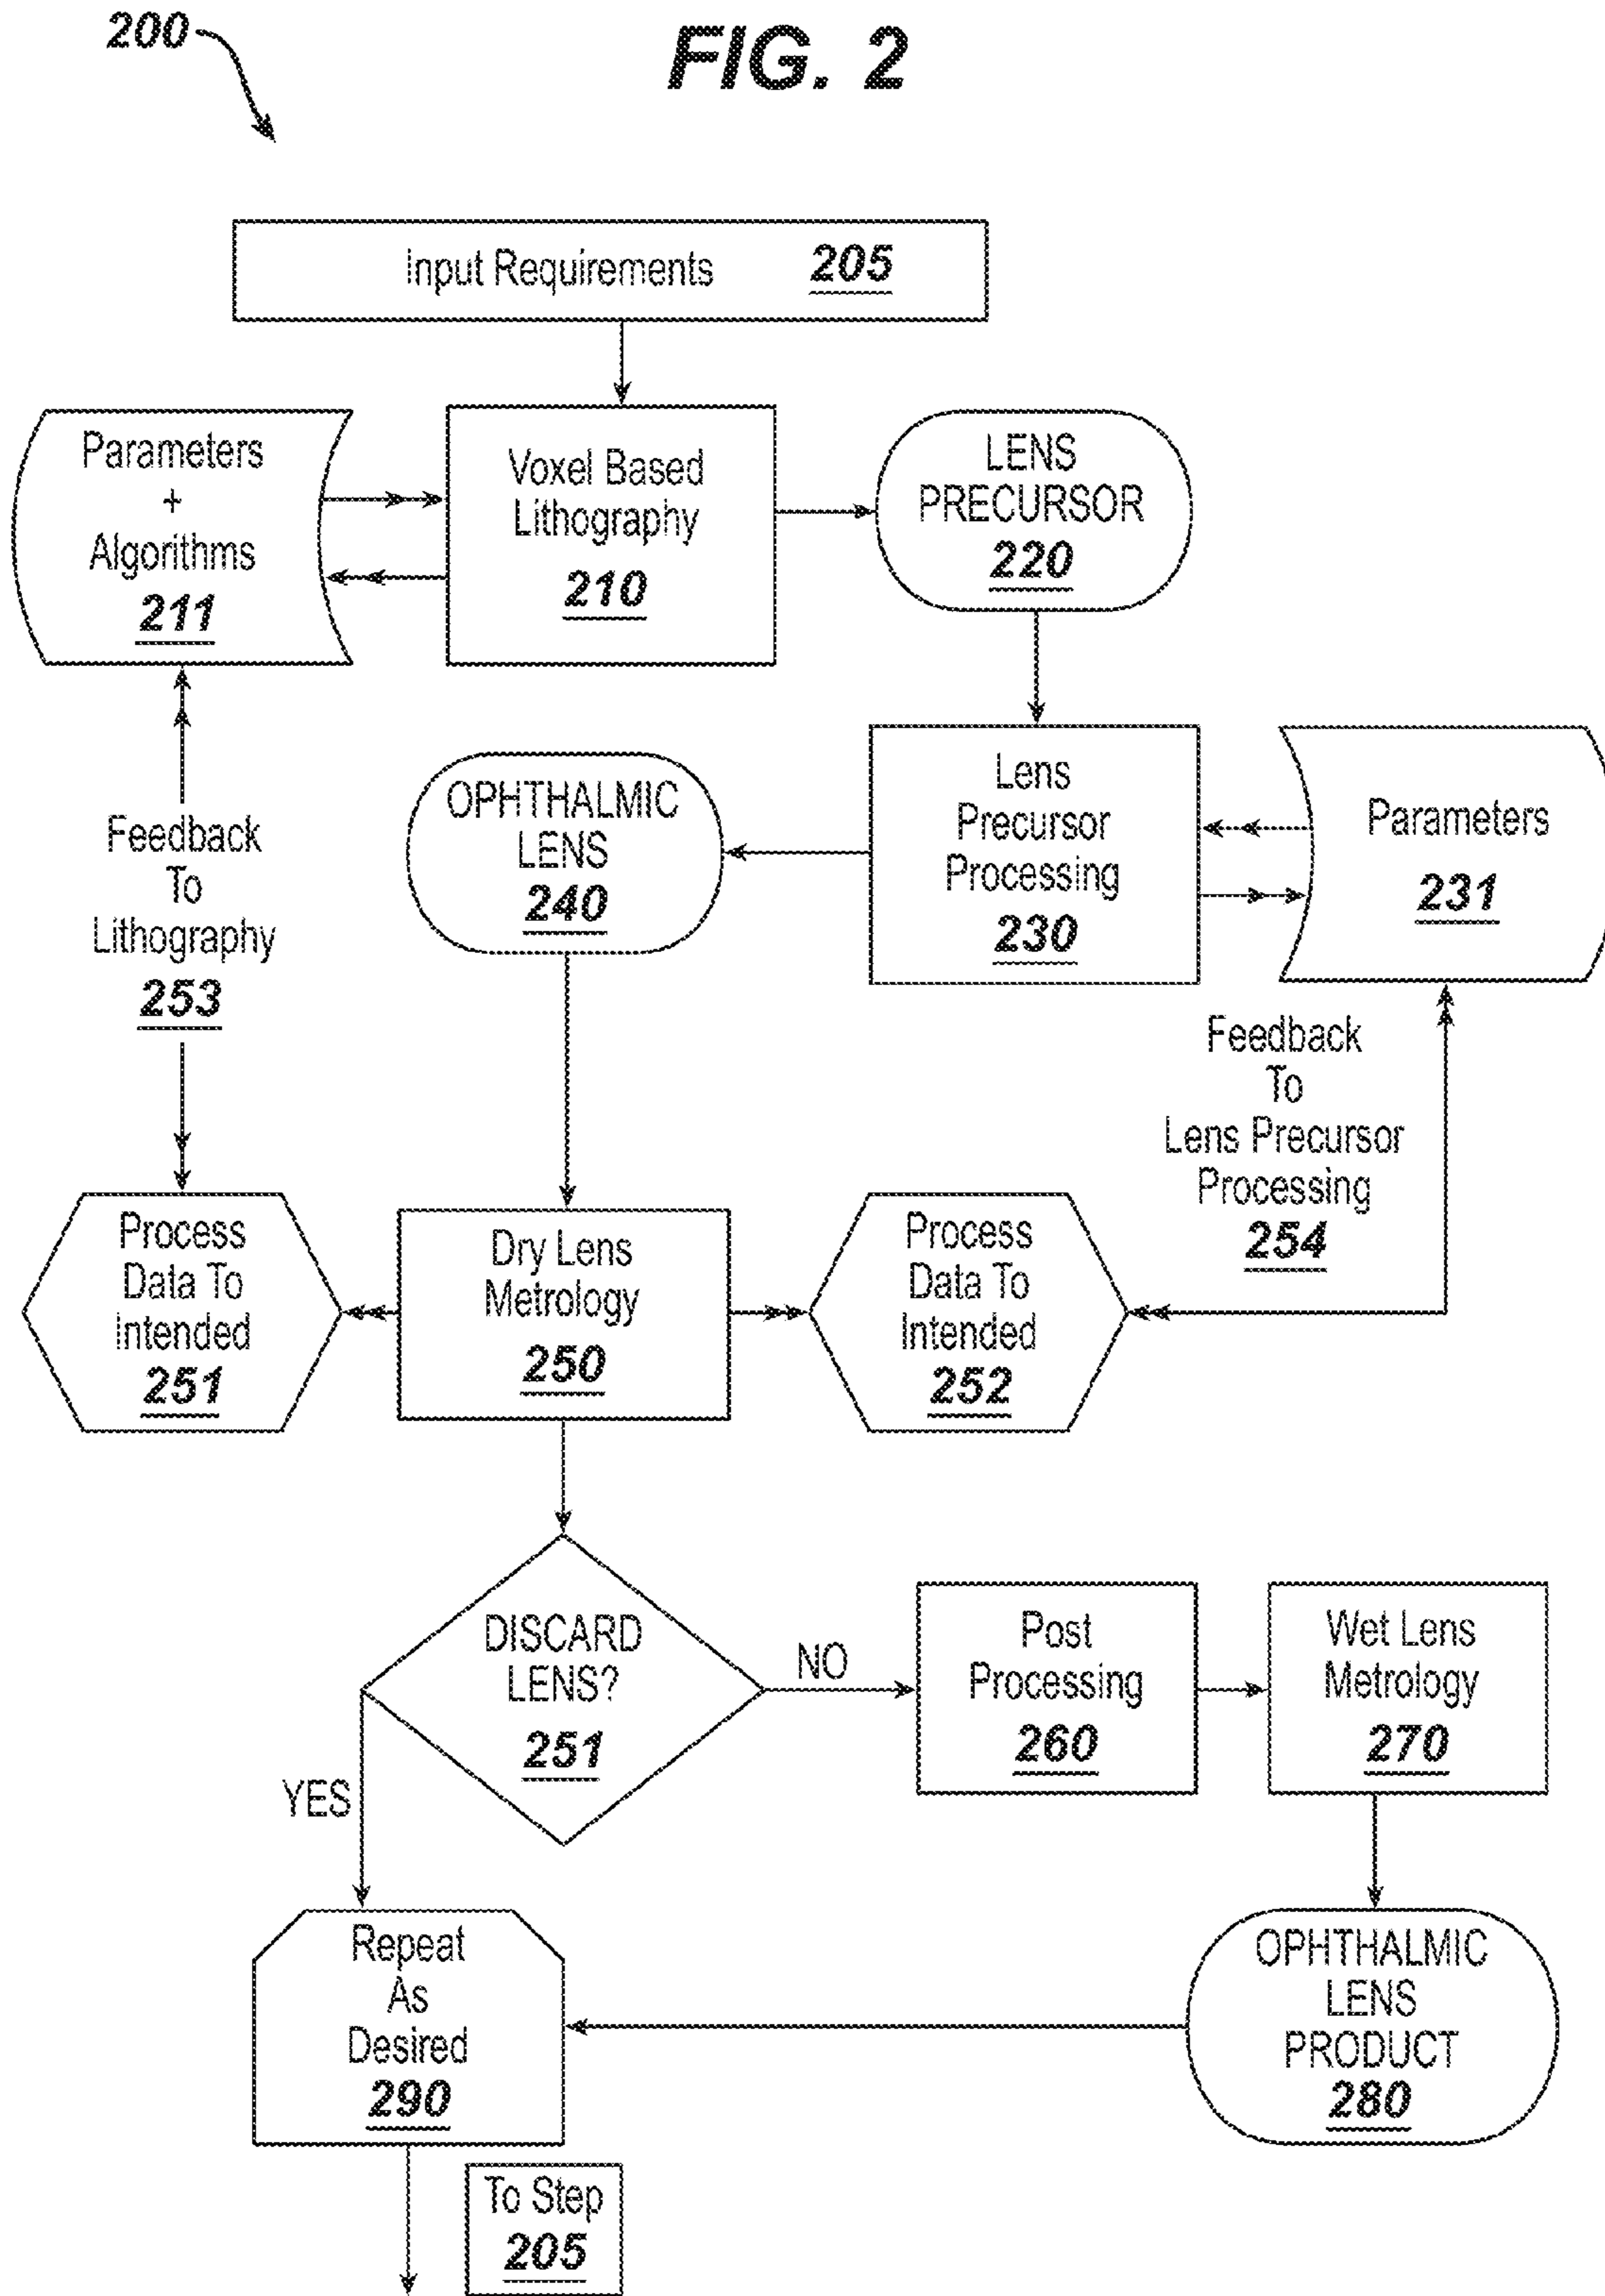 200
FIG. 2
Input Requirements 205
Parameters
+
Algorithms
211
Voxel Based
Lithography
210
LENS
PRECURSOR
220
OPHTHALMIC
LENS
240
Lens
Precursor
Processing
230
Parameters
231
Feedback
To
Lithography
253
Feedback
To
Lens Precursor
Processing
254
Process
Data To
Intended
251
Dry Lens
Metrology
250
Process
Data To
Intended
252
DISCARD
LENS?
251
NO
YES
Post
Processing
260
Wet Lens
Metrology
270
Repeat
As
Desired
290
OPHTHALMIC
LENS
PRODUCT
280
To Step
205